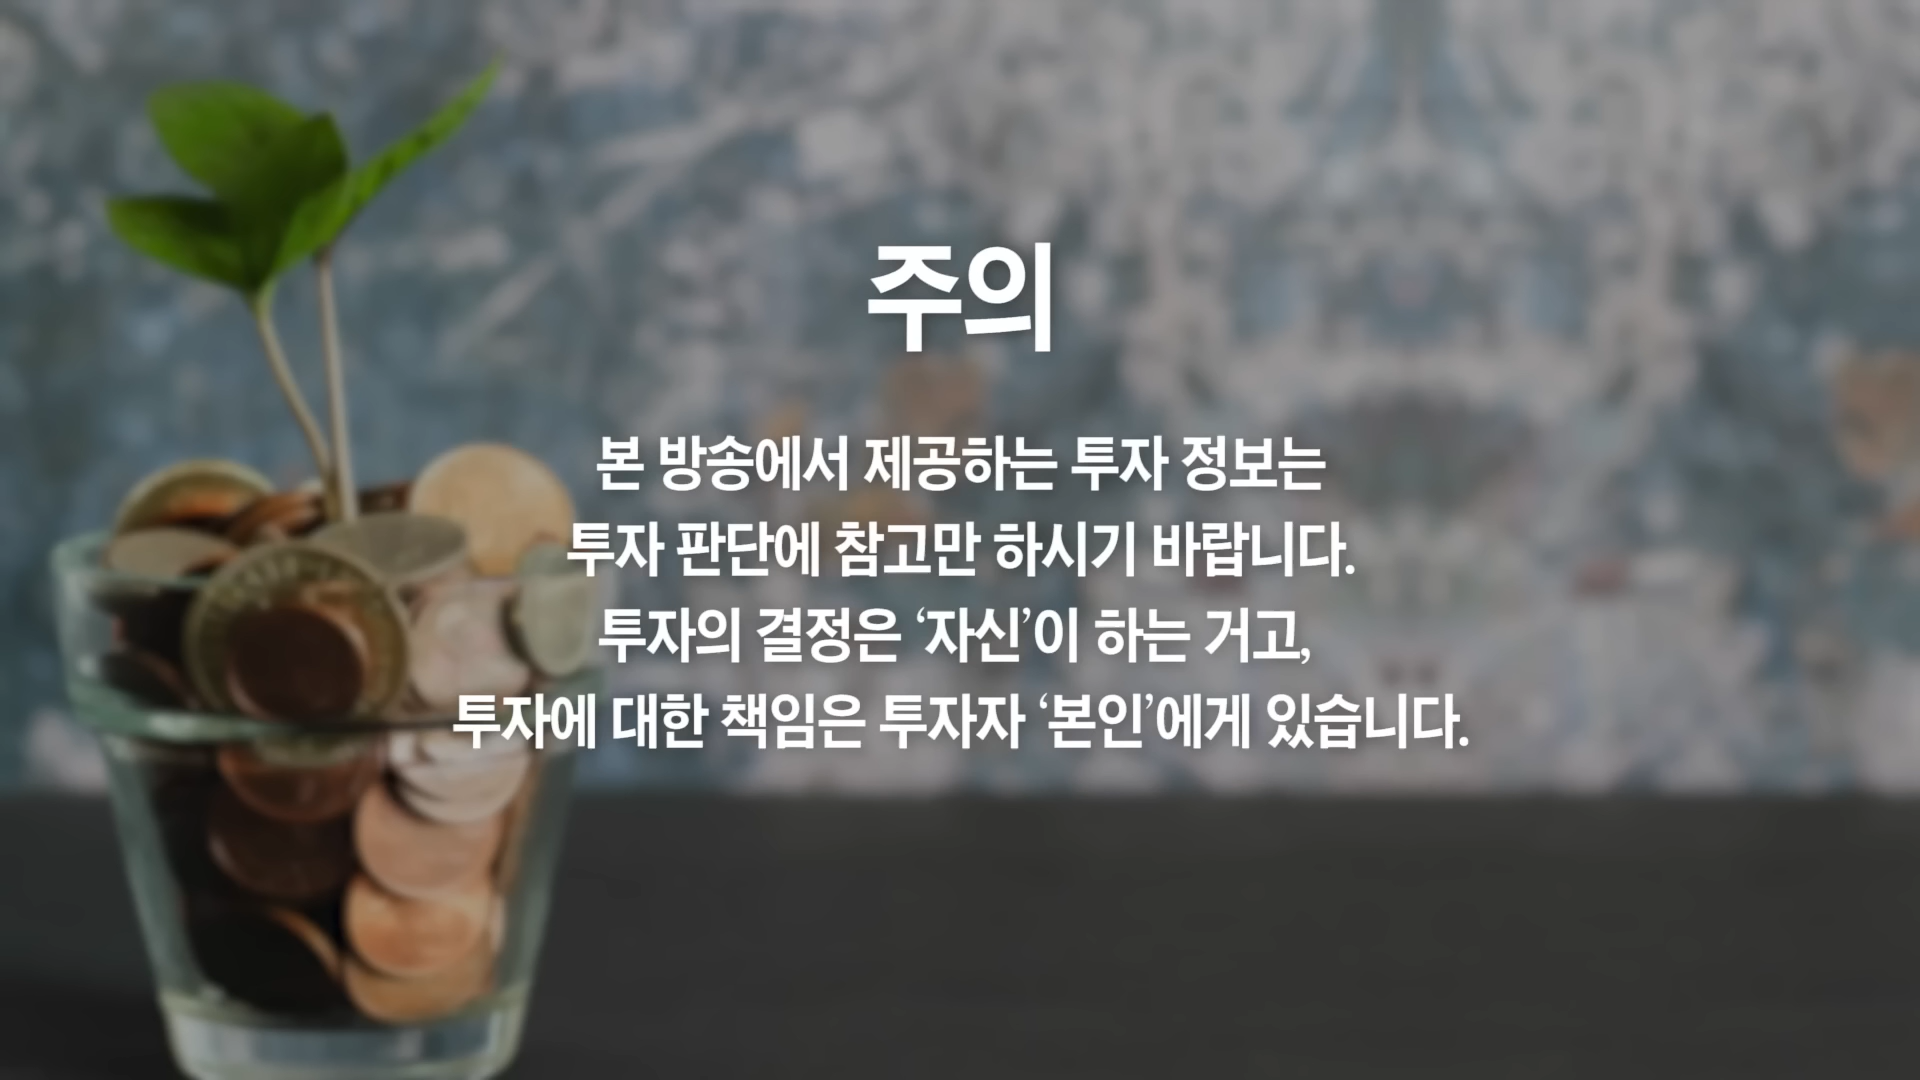 주의
본 방송에서 제공하는 투자 정보는
투자 판단에 참고만 하시기 바랍니다.
투자의 결정은 ‘자신’이 하는 거고,
투자에 대한 책임은 투자자 ‘본인’에게 있습니다.